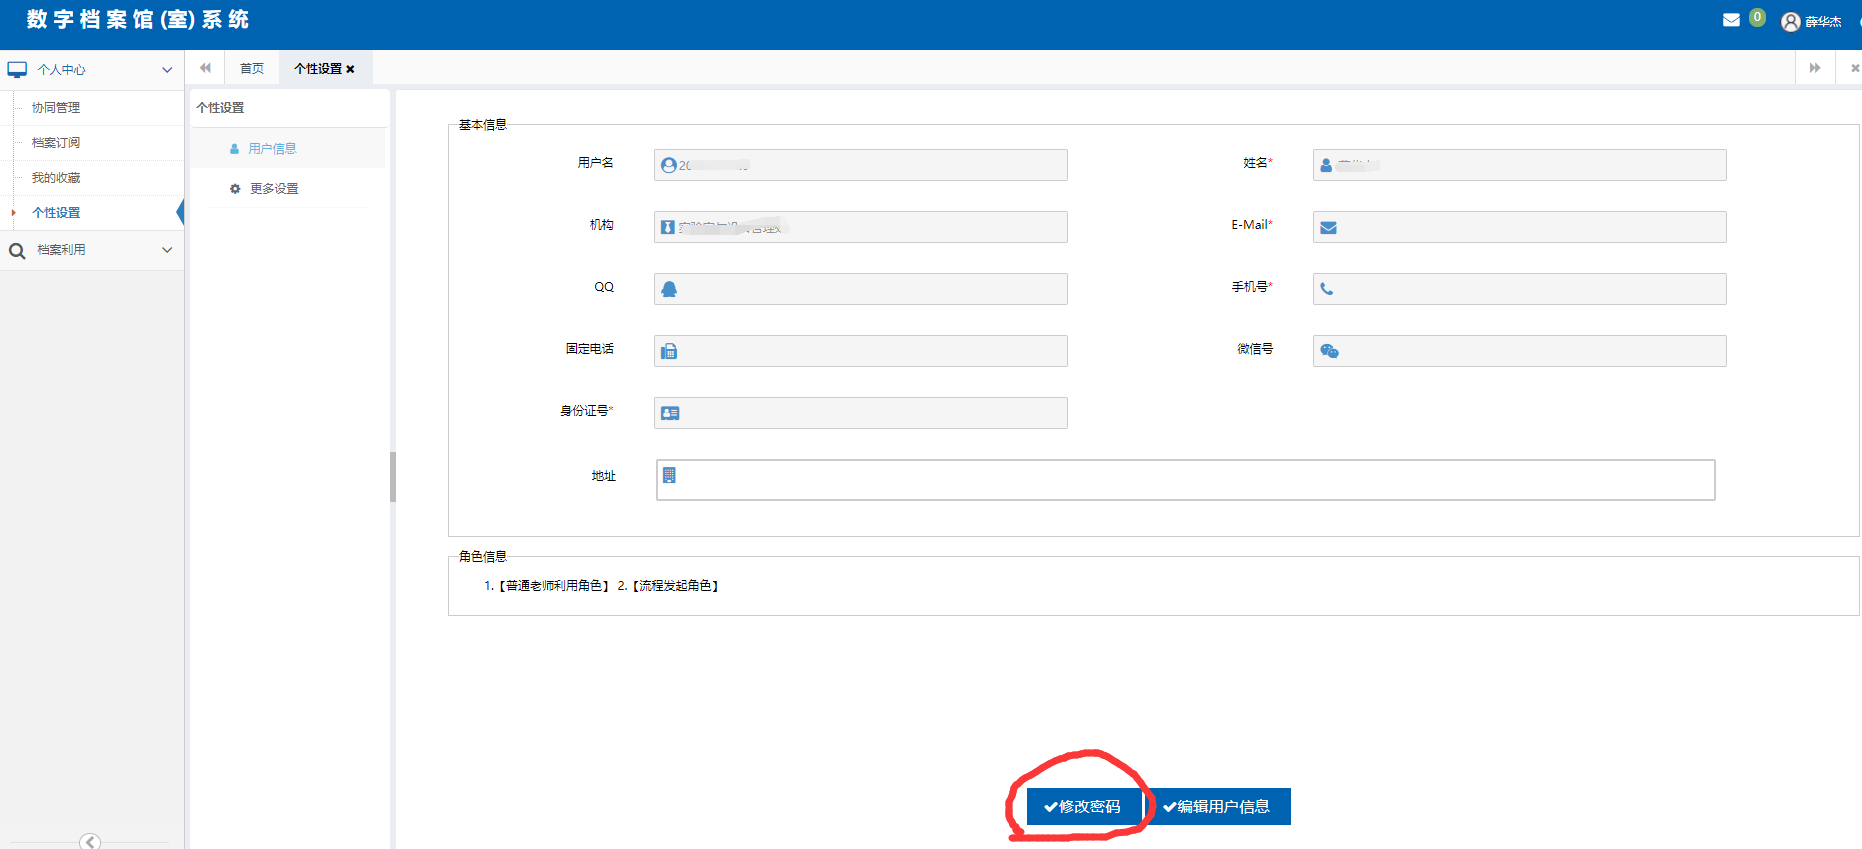 数字档案馆(室)系统
0 薛华杰
个人中心
协同管理
档案订阅
我的收藏
个性设置
档案利用
首页 个性设置
个性设置
用户信息
更多设置
基本信息
用户名 20
姓名*
机构
E-Mail*
QQ
手机号*
固定电话
微信号
身份证号*
地址
角色信息
1.【普通老师利用角色】 2.【流程发起角色】
修改密码 编辑用户信息